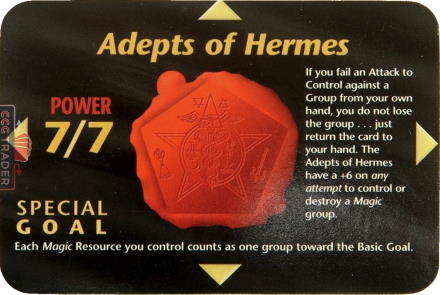 Adepts of Hermes
If you fail an Attack to
Control against a
Group from your own
hand, you do not lose
the group . . . just
return the card to
your hand. The
Adepts of Hermes
have a +6 on any
attempt to control or
destroy a Magic
group.
POWER
7/7
CCG
TRADER
SPECIAL
GOAL
Each Magic Resource you control counts as one group toward the Basic Goal.